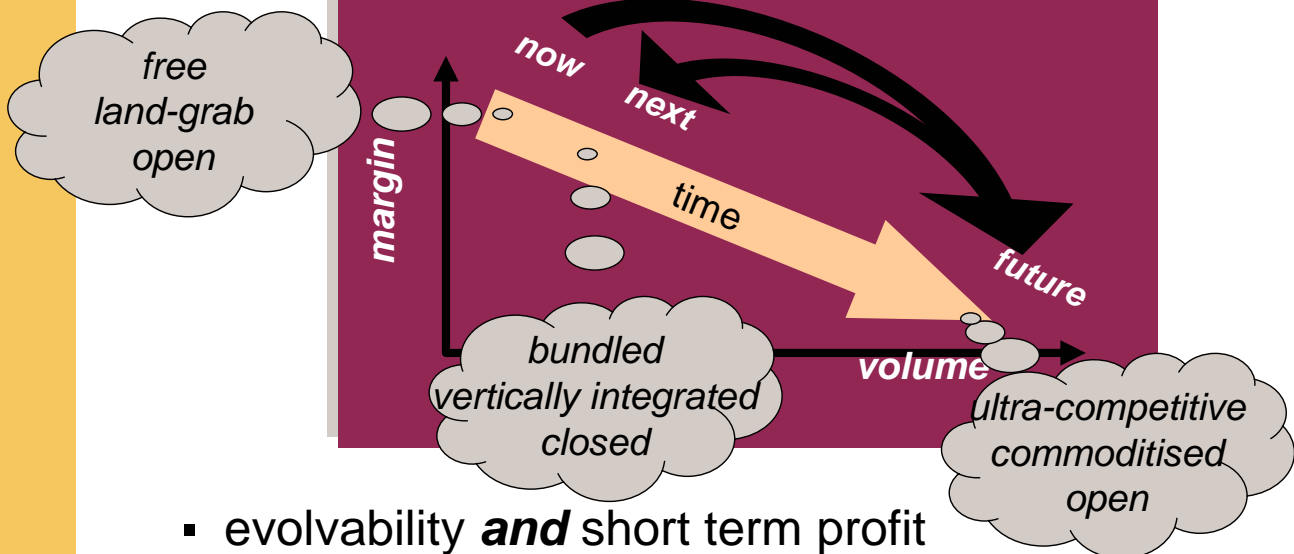 free
land-grab
open
now
next
margin
time
future
volume
bundled
vertically integrated
closed
ultra-competitive
commoditised
open
▪ evolvability and short term profit